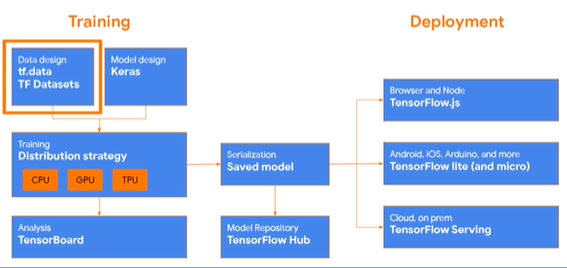 Training
Deployment
Data design
tf.data
TF Datasets
Model design
Keras
Training
Distribution strategy
CPU
GPU
TPU
Analysis
TensorBoard
Serialization
Saved model
Model Repository
TensorFlow Hub
Browser and Node
TensorFlow.js
Android, iOS, Arduino, and more
TensorFlow lite (and micro)
Cloud, on prem
TensorFlow Serving